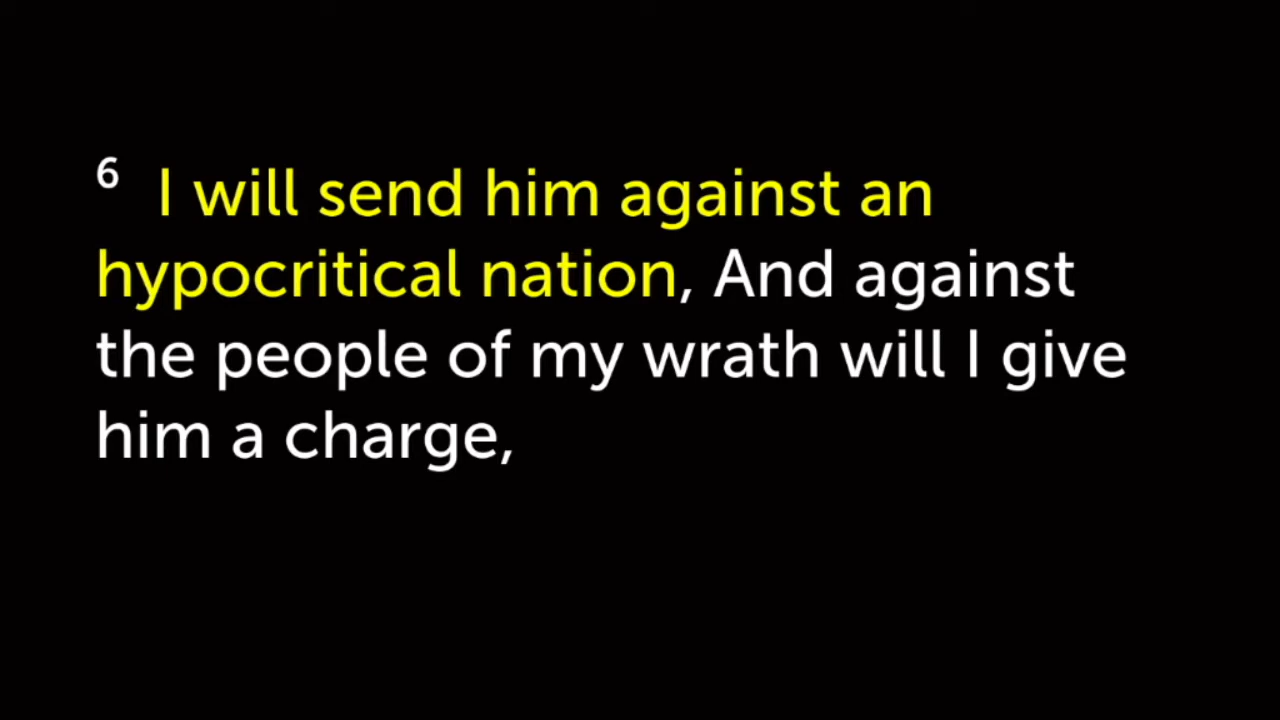 6 I will send him against an
hypocritical nation, And against
the people of my wrath will I give
him a charge,